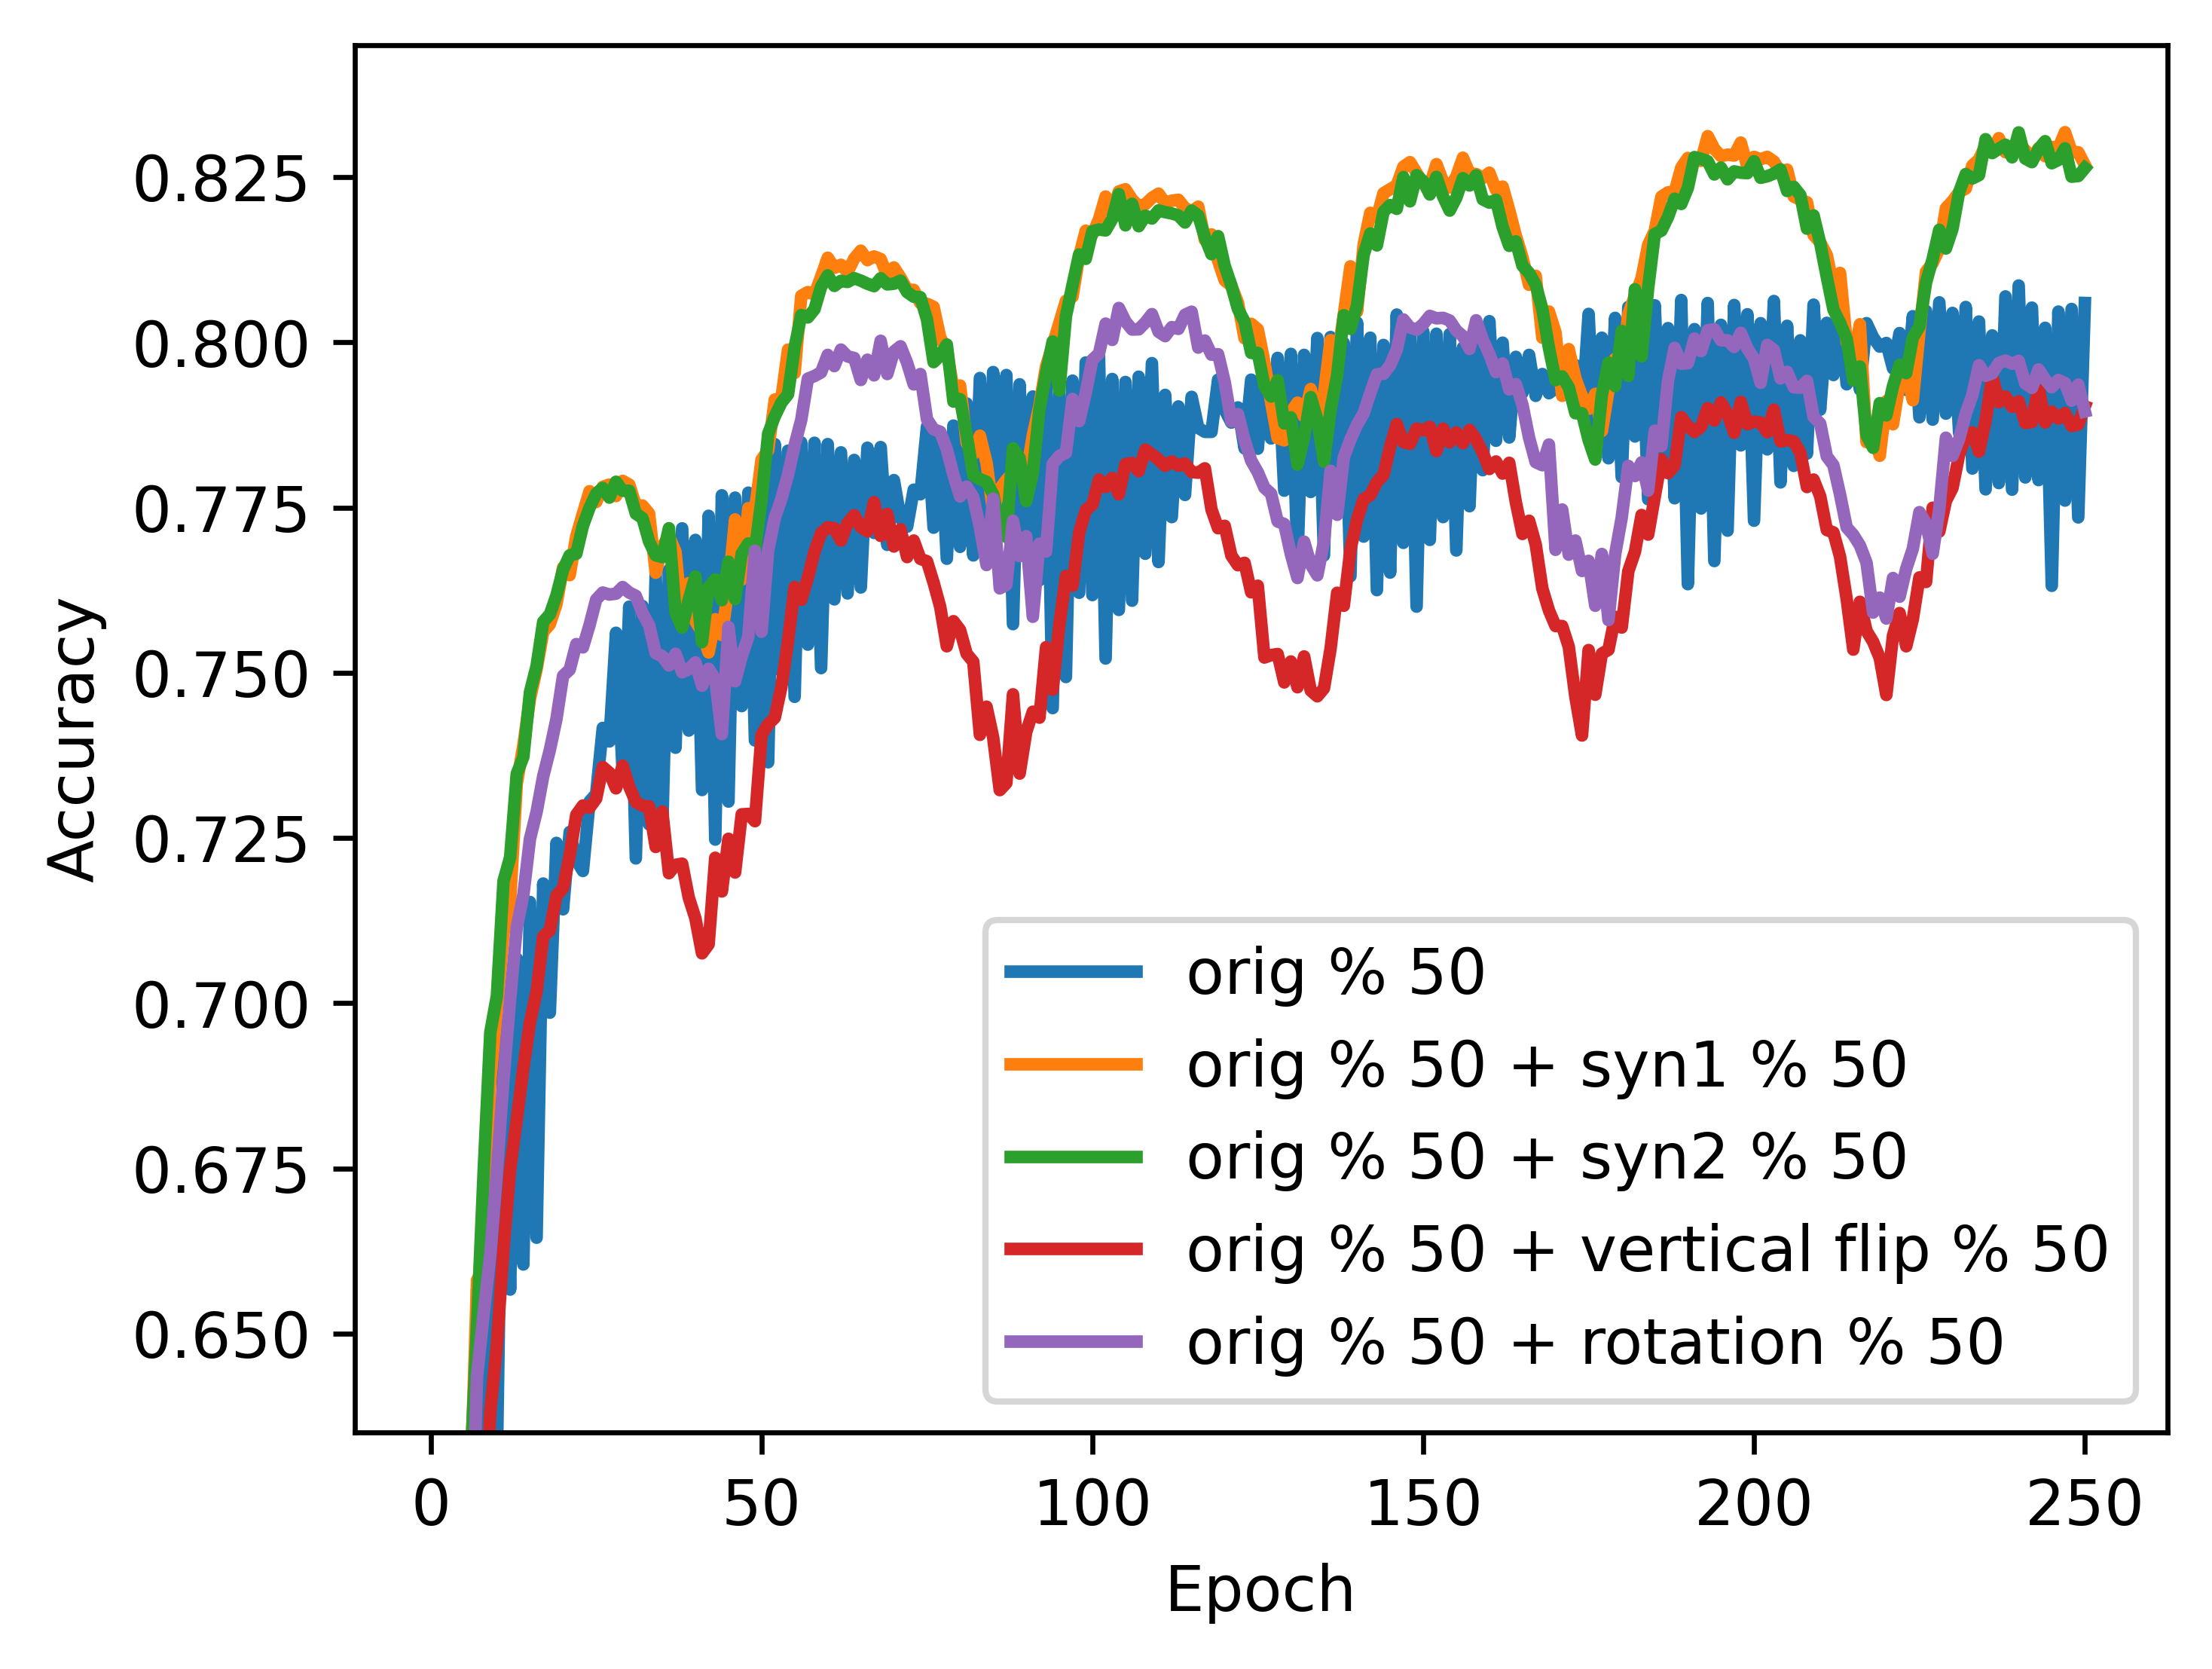 0.825
0.800
0.775
0.750
0.725
0.700
0.675
0.650
Accuracy
orig % 50
orig % 50 + syn1 % 50
orig % 50 + syn2 % 50
orig % 50 + vertical flip % 50
orig % 50 + rotation % 50
0 50 100 150 200 250
Epoch